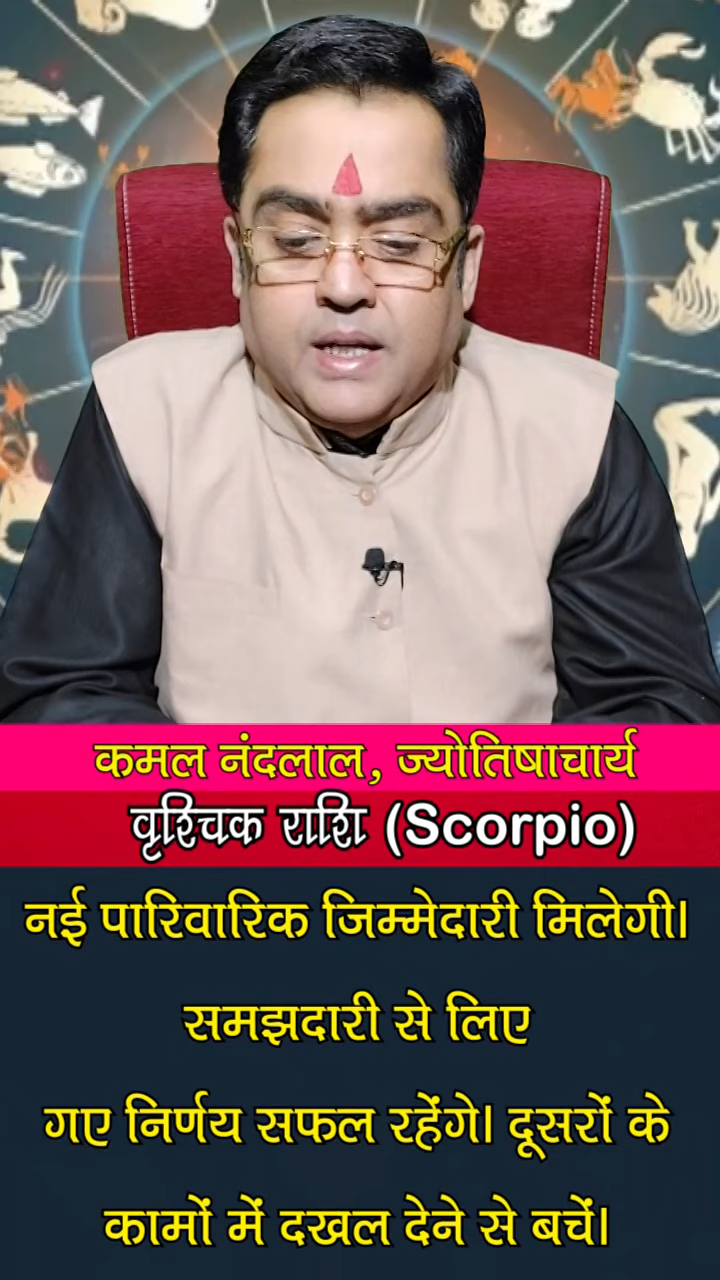 कमल नंदलाल, ज्योतिषाचार्य
वृश्चिक राशि (Scorpio)
नई पारिवारिक जिम्मेदारी मिलेगी।
समझदारी से लिए
गए निर्णय सफल रहेंगे। दूसरों के
कामों में दखल देने से बचें।